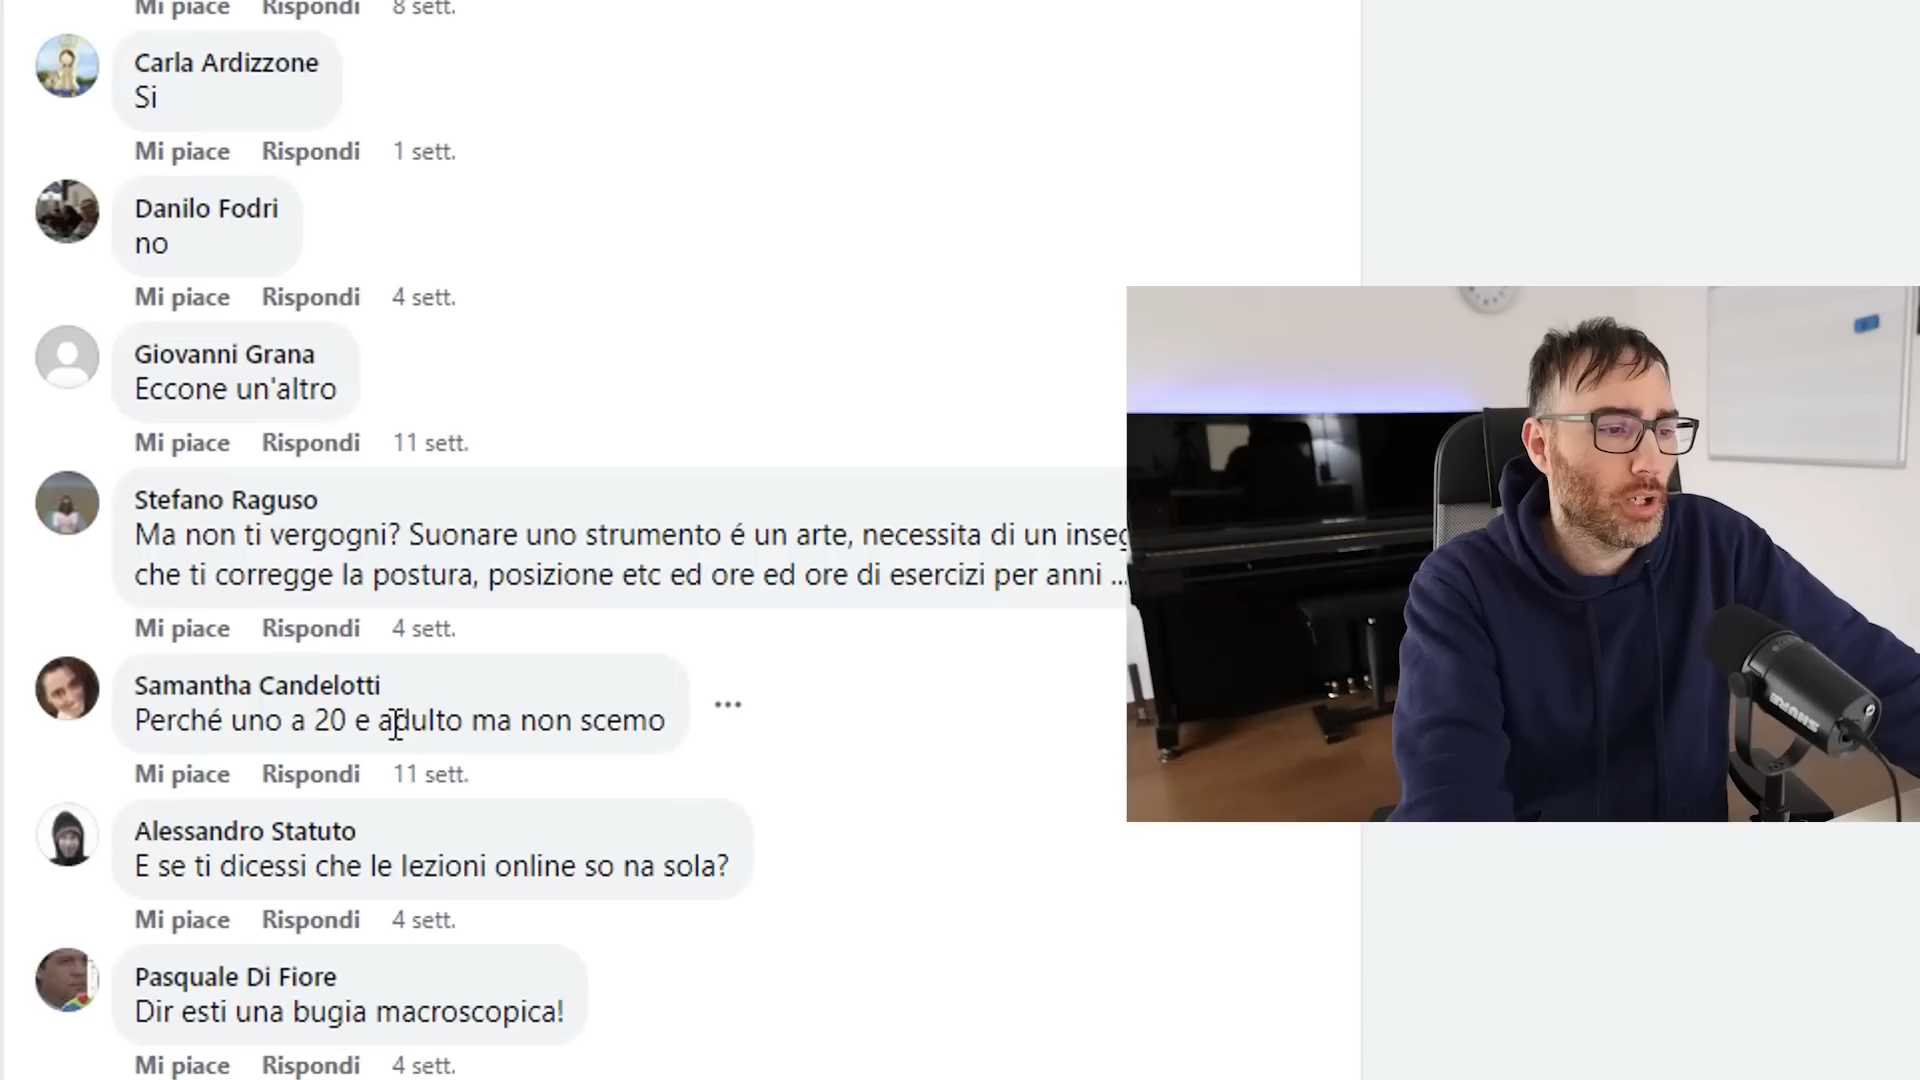 Mi piace Rispondi 8 sett.
Carla Ardizzone
Si
Mi piace Rispondi 1 sett.
Danilo Fodri
no
Mi piace Rispondi 4 sett.
Giovanni Grana
Eccone un'altro
Mi piace Rispondi 11 sett.
Stefano Raguso
Ma non ti vergogni? Suonare uno strumento é un arte, necessita di un
che ti corregge la postura, posizione etc ed ore ed ore di esercizi per anni ...
Mi piace Rispondi 4 sett.
Samantha Candelotti
Perché uno a 20 e adulto ma non scemo
Mi piace Rispondi 11 sett.
Alessandro Statuto
E se ti dicessi che le lezioni online so na sola?
Mi piace Rispondi 4 sett.
Pasquale Di Fiore
Dir esti una bugia macroscopica!
Mi piace Rispondi 4 sett.
SHURE